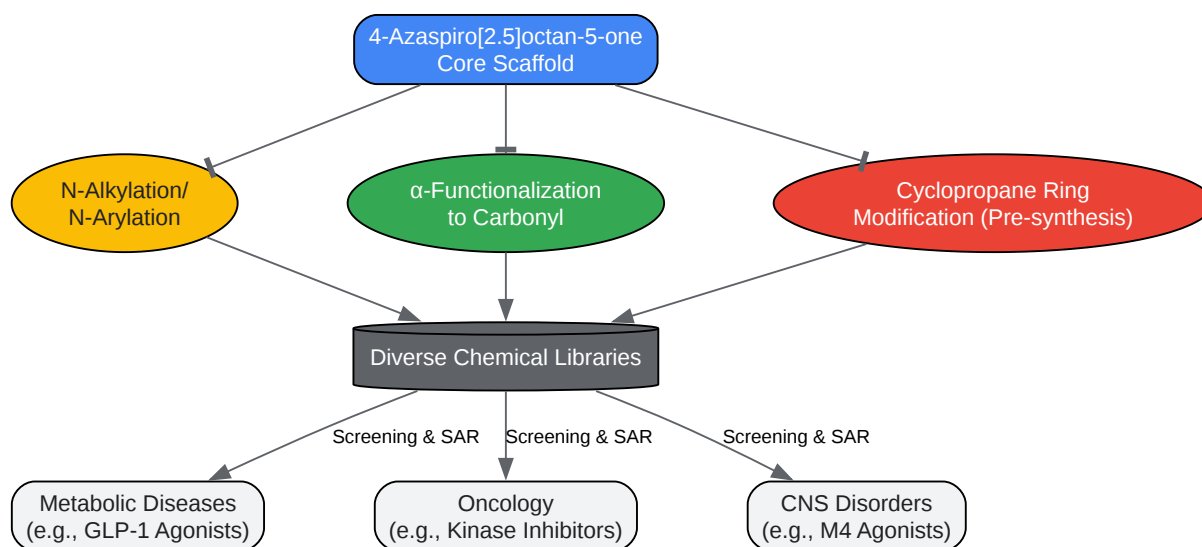 4-Azaspiro[2.5]octan-5-one
Core Scaffold
N-Alkylation/
N-Arylation
α-Functionalization
to Carbonyl
Cyclopropane Ring
Modification (Pre-synthesis)
Diverse Chemical Libraries
Screening & SAR
Screening & SAR
Screening & SAR
Metabolic Diseases
(e.g., GLP-1 Agonists)
Oncology
(e.g., Kinase Inhibitors)
CNS Disorders
(e.g., M4 Agonists)